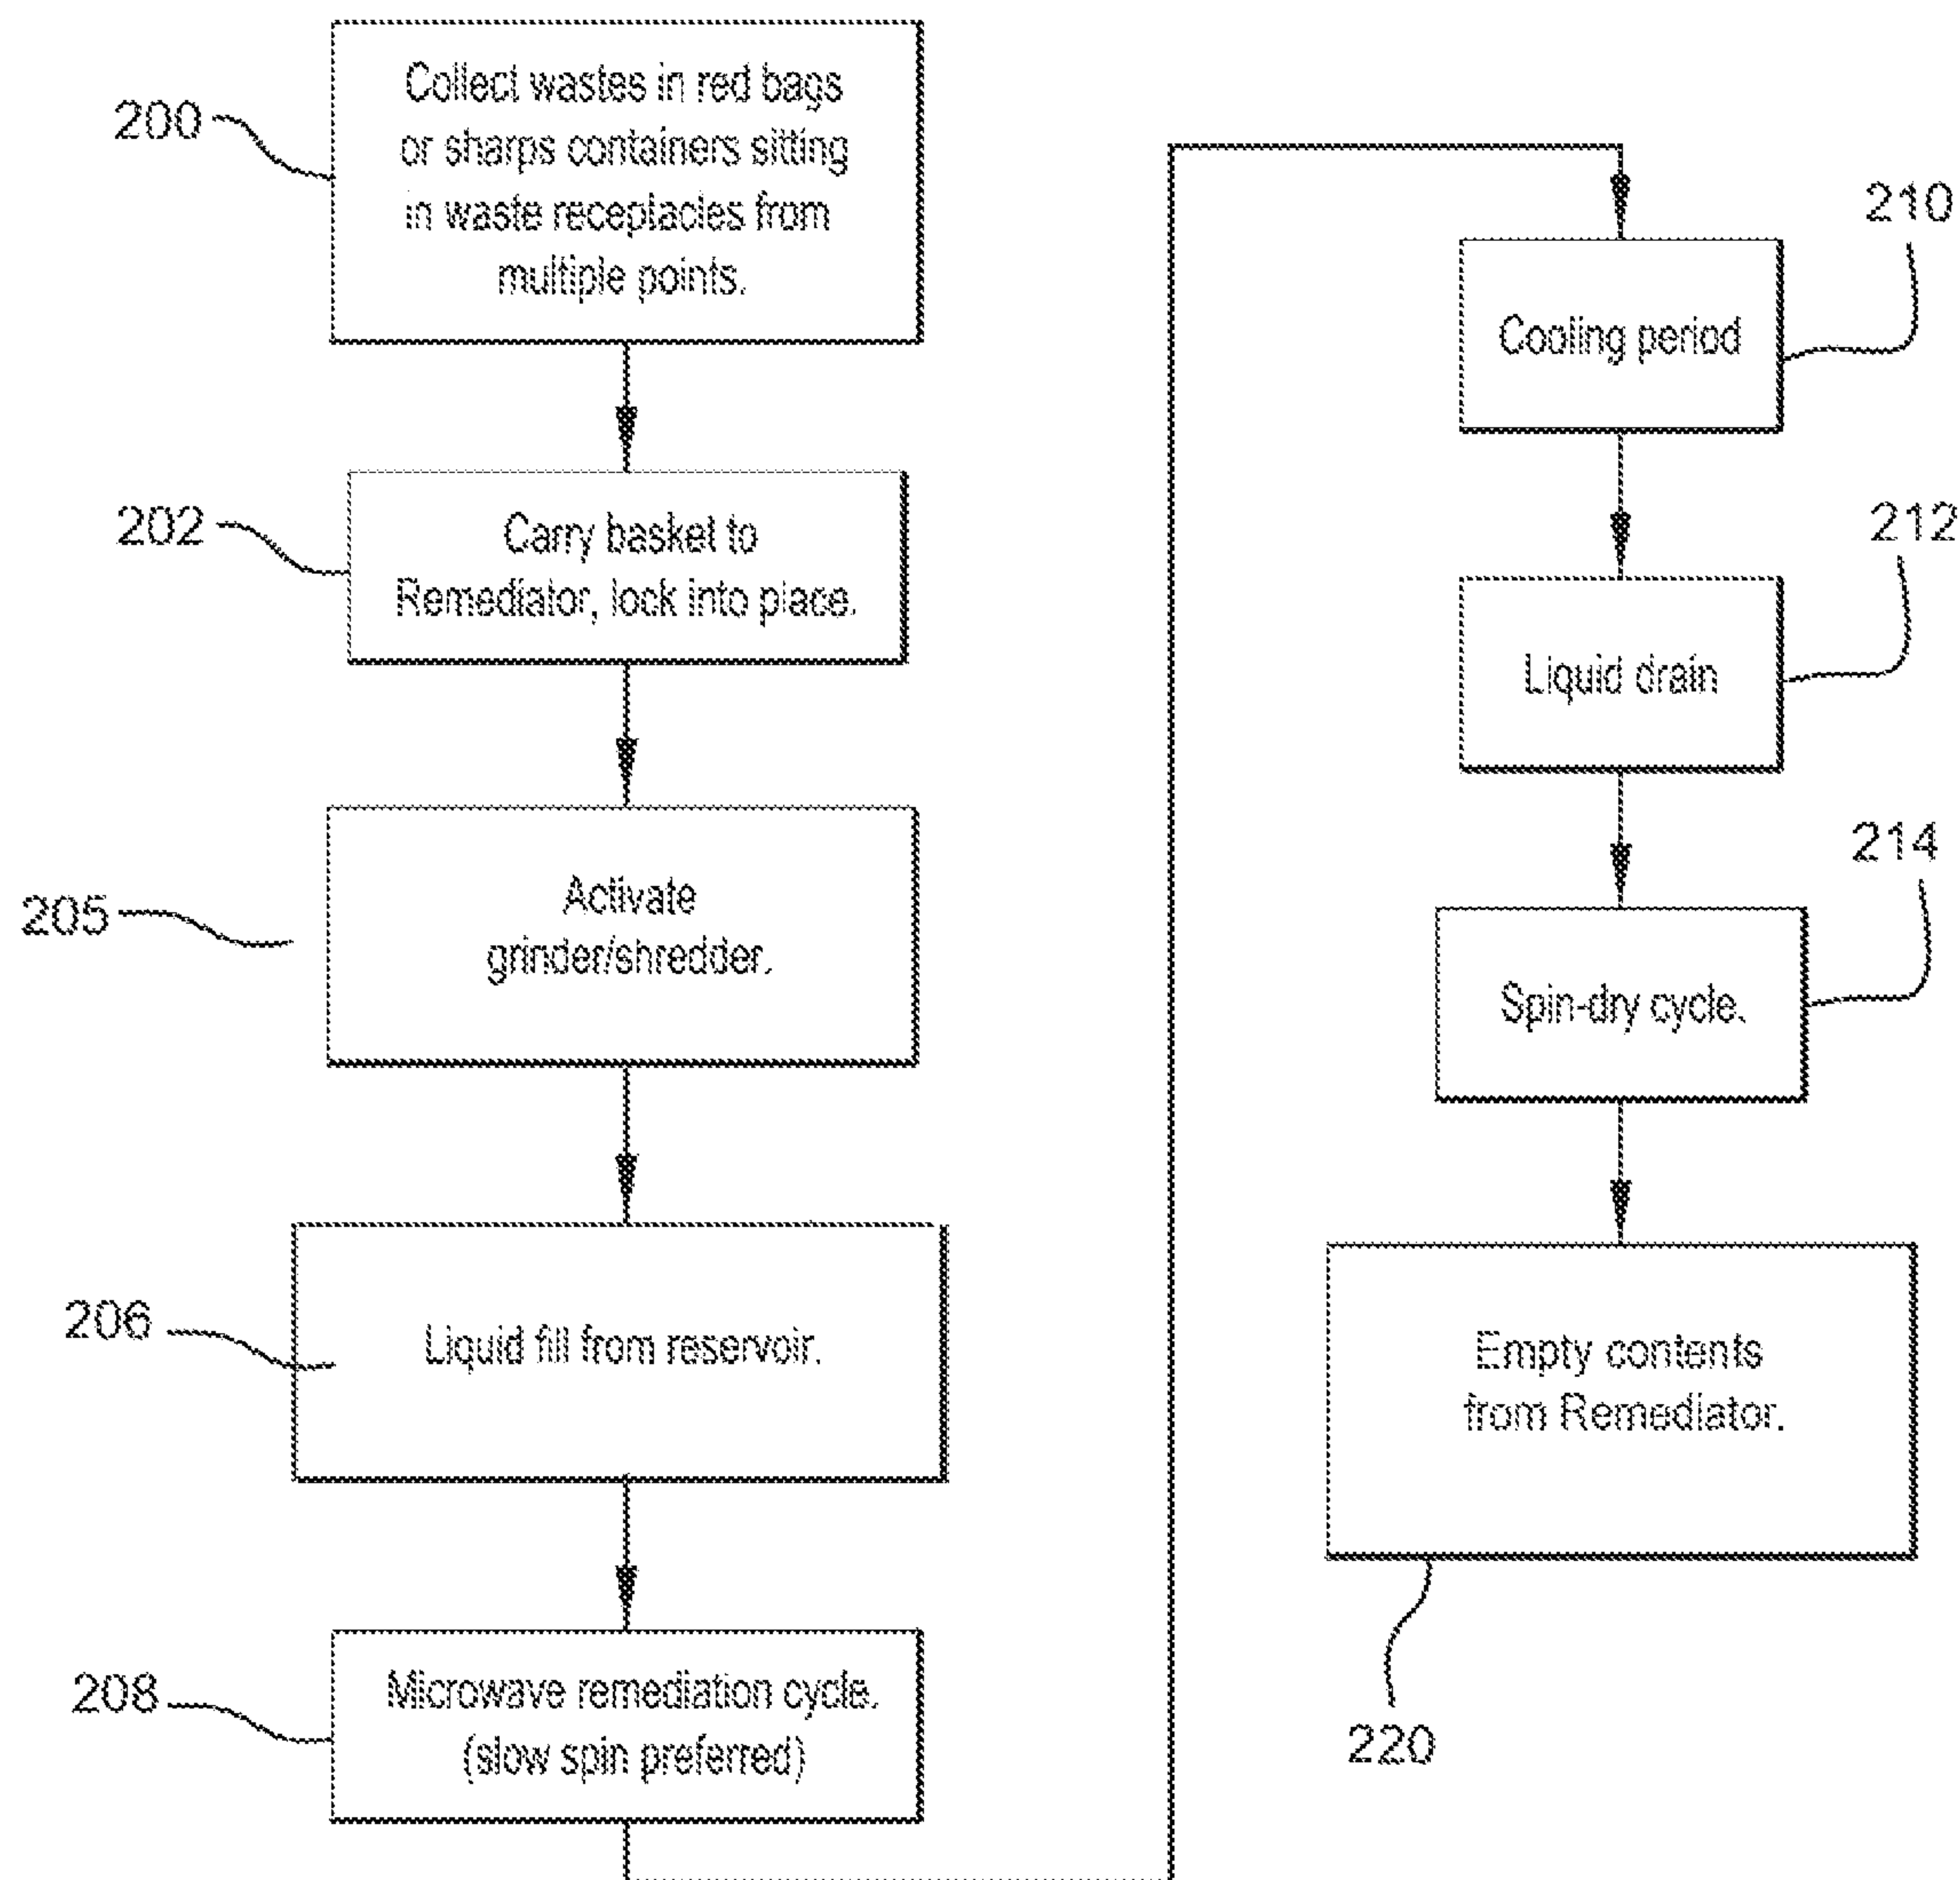 200
Collect wastes in red bags
or sharps containers sitting
in waste receptacles from
multiple points.
202
Carry basket to
Remediator, lock into place.
205
Activate
grinder/shredder.
206
Liquid fill from reservoir.
208
Microwave remediation cycle.
(slow spin preferred)
210
Cooling period
212
Liquid drain
214
Spin-dry cycle.
Empty contents
from Remediator.
220